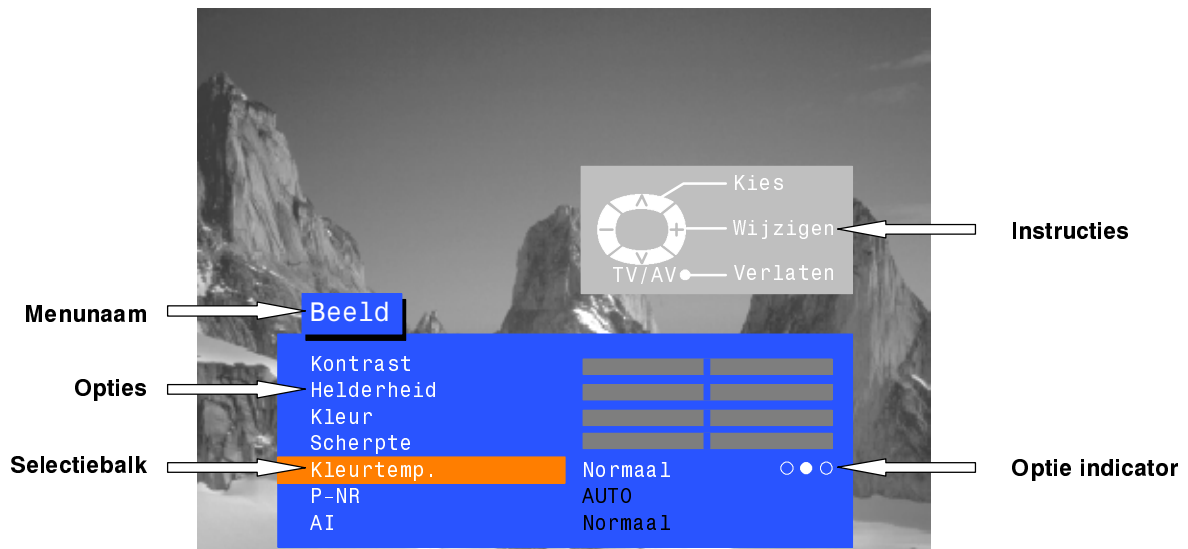 Kies
Wijzigen
Instructies
TV/AV
Verlaten
Menunaam
Beeld
Kontrast
Opties
Helderheid
Kleur
Scherpte
Selectiebalk
Kleurtemp.
Normaal
Optie indicator
P-NR
AUTO
AI
Normaal